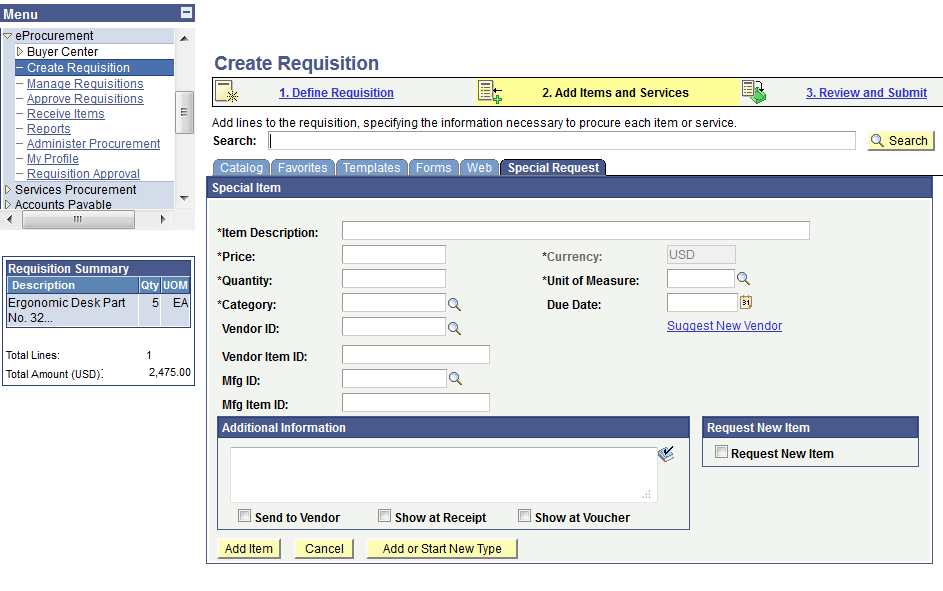 Menu
eProcurement
Buyer Center
Create Requisition
Manage Requisitions
Approve Requisitions
Receive Items
Reports
Administer Procurement
My Profile
Requisition Approval
Services Procurement
Accounts Payable
Requisition Summary
Description Qty UOM
Ergonomic Desk Part 5 EA
No. 32...
Total Lines: 1
Total Amount (USD): 2,475.00
Create Requisition
1. Define Requisition 2. Add Items and Services 3. Review and Submit
Add lines to the requisition, specifying the information necessary to procure each item or service.
Search: Search
Catalog Favorites Templates Forms Web Special Request
Special Item
*Item Description:
*Price: *Currency: USD
*Quantity: *Unit of Measure:
*Category: Due Date: 31
Vendor ID: Suggest New Vendor
Vendor Item ID:
Mfg ID:
Mfg Item ID:
Additional Information
Send to Vendor Show at Receipt Show at Voucher
Request New Item
Request New Item
Add Item Cancel Add or Start New Type